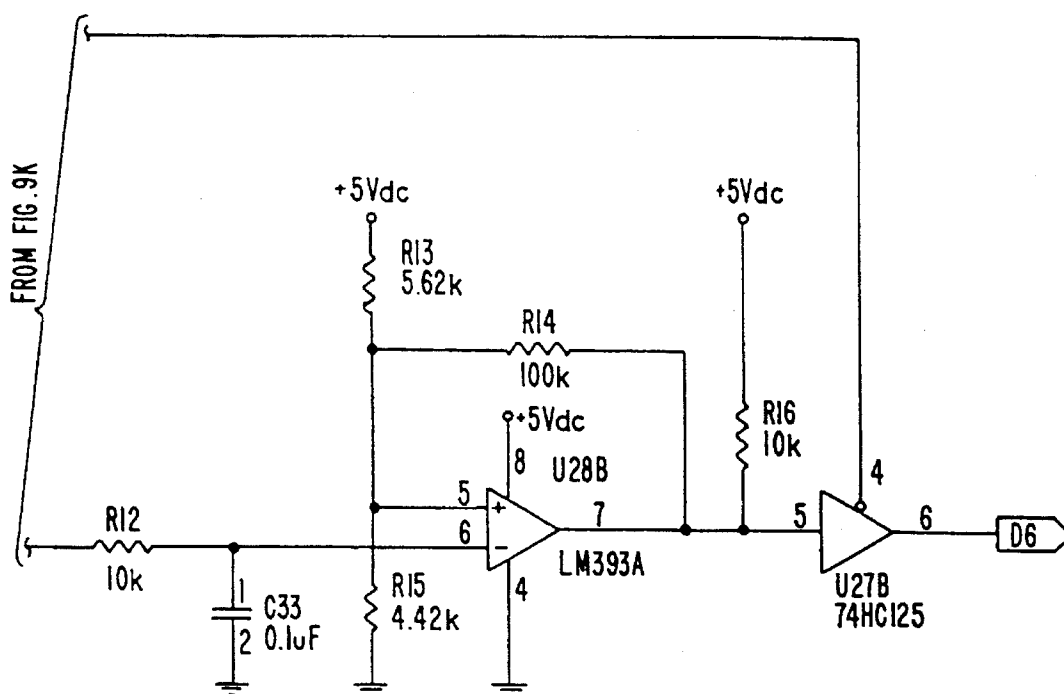 FROM FIG.9K
+5Vdc
R13
5.62k
+5Vdc
R14
100k
+5Vdc
8
U28B
R16
10k
4
5
+
6
-
7
LM393A
4
5
6
D6
U27B
74HC125
R12
10k
1
C33
2
0.1uF
R15
4.42k